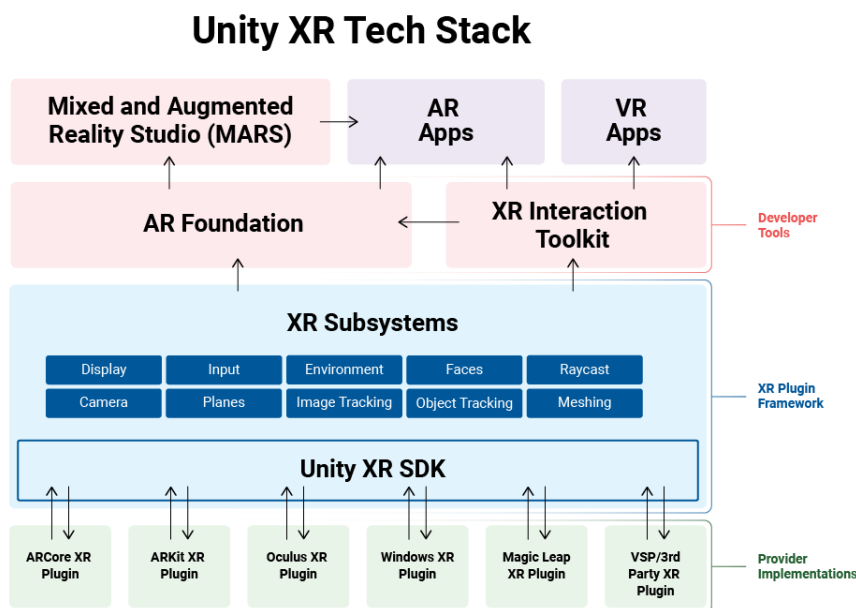 Unity XR Tech Stack
Mixed and Augmented
Reality Studio (MARS)
AR
Apps
VR
Apps
AR Foundation
XR Interaction
Toolkit
Developer
Tools
XR Subsystems
Display
Input
Environment
Faces
Raycast
Camera
Planes
Image Tracking
Object Tracking
Meshing
XR Plugin
Framework
Unity XR SDK
ARCore XR
Plugin
ARKit XR
Plugin
Oculus XR
Plugin
Windows XR
Plugin
Magic Leap
XR Plugin
VSP/3rd
Party XR
Plugin
Provider
Implementations